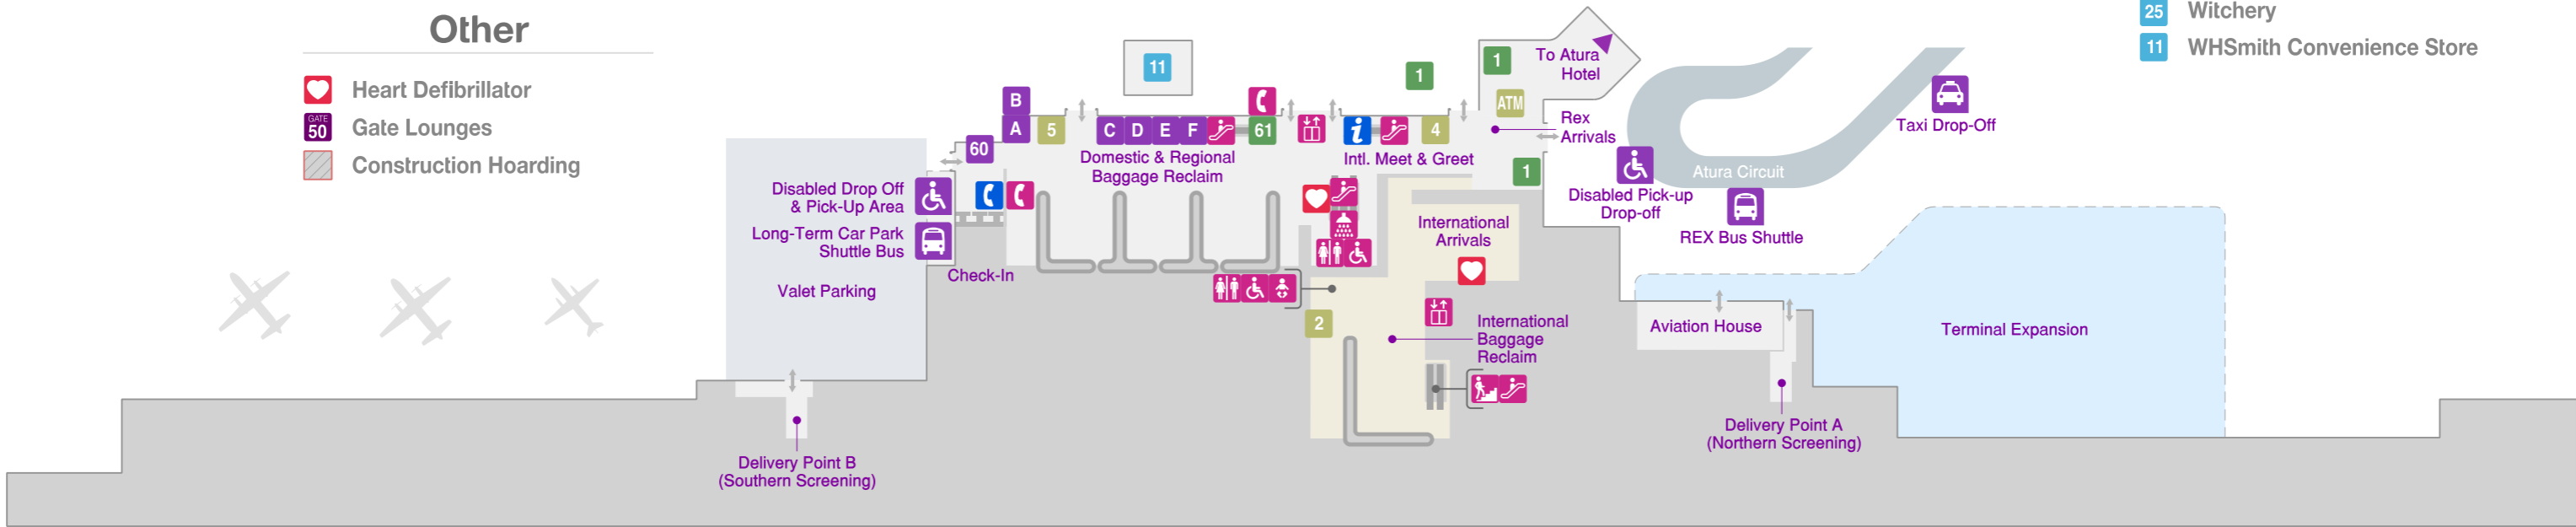 Other
Heart Defibrillator
GATE
50
Gate Lounges
Construction Hoarding
25
Witchery
11
WHSmith Convenience Store
11
1
1
To Atura
Hotel
ATM
B
A
5
C
D
E
F
61
4
Rex
Arrivals
60
Domestic & Regional
Baggage Reclaim
Intl. Meet & Greet
1
Taxi Drop-Off
Atura Circuit
Disabled Drop Off
& Pick-Up Area
Long-Term Car Park
Shuttle Bus
Valet Parking
Check-In
International
Arrivals
Disabled Pick-up
Drop-off
REX Bus Shuttle
2
International
Baggage
Reclaim
Aviation House
Terminal Expansion
Delivery Point B
(Southern Screening)
Delivery Point A
(Northern Screening)